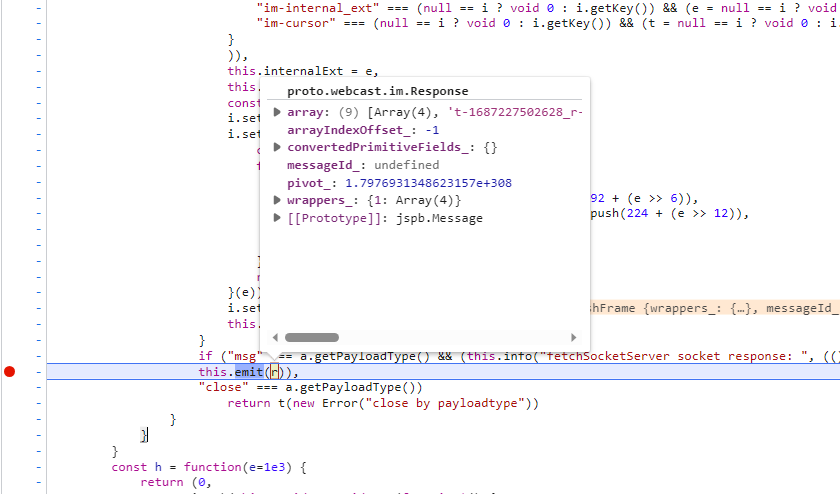 "im-internal_ext" === (null == i ? void 0 : i.getKey()) && (e = null == i ? void
"im-cursor" === (null == i ? void 0 : i.getKey()) && (t = null == i ? void 0 : i.
}
)),
this.internalExt = e,
this.
const
i.set
i.set
proto.webcast.im.Response
array: (9) [Array(4), 't-1687227502628_r-
arrayIndexOffset_: -1
convertedPrimitiveFields_: {}
messageId_: undefined
pivot_: 1.7976931348623157e+308
wrappers_: {1: Array(4)}
[[Prototype]]: jspb.Message
92 + (e >> 6)),
push(224 + (e >> 12)),
}(e)
i.set
hFrame {wrappers_: {…}, messageId_
this.
}
if ("msg" == a.getPayloadType() && (this.info("fetchSocketServer socket response: ", ((
this.emit(r)),
"close" === a.getPayloadType())
return t(new Error("close by payloadtype"))
}
}
}
const h = function(e=1e3) {
return (0,